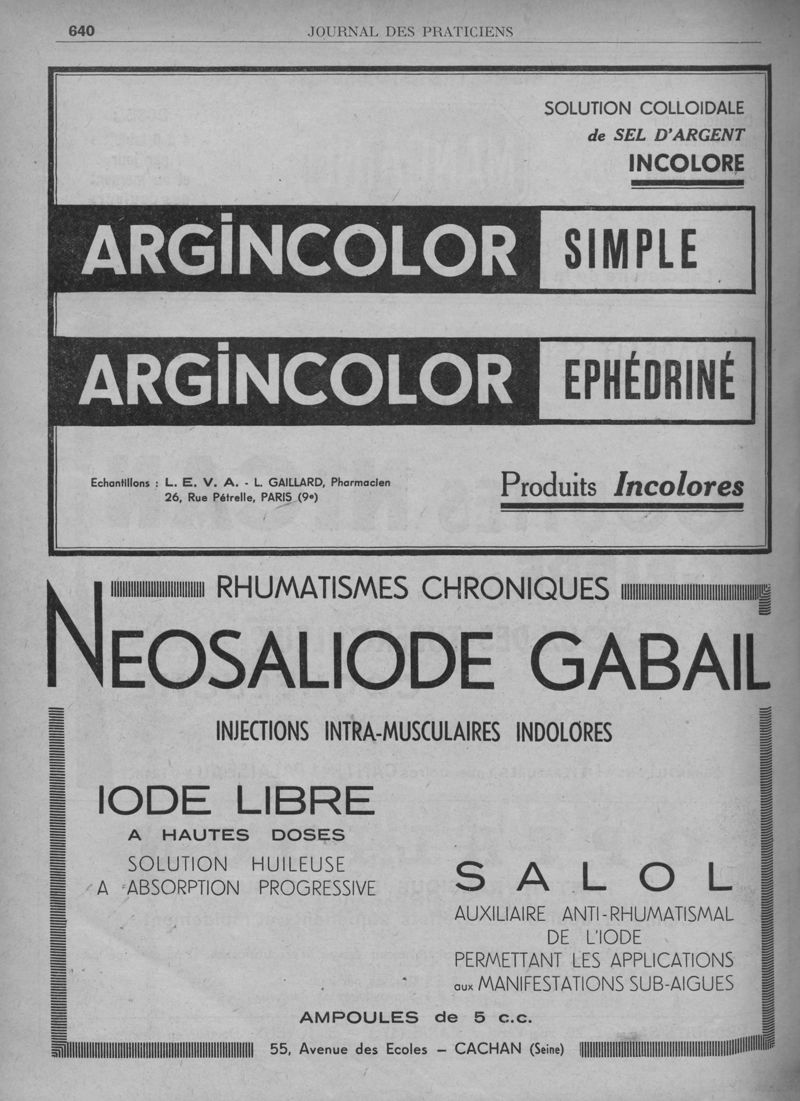 640
JOURNAL DES PRATICIENS
SOLUTION COLLOIDALE
de SEL D'ARGENT
INCOLORE
ARGiNCOLOR SIMPLE
ARGiNCOLOR EPHÉDRINÉ
Echantillons : L. E. V. A. - L. GAILLARD, Pharmacien
26, Rue Pétrelle, PARIS (9e)
Produits Incolores
RHUMATISMES CHRONIQUES
NEOSALIODE GABAIL
INJECTIONS INTRA-MUSCULAIRES INDOLORES
IODE LIBRE
A HAUTES DOSES
SOLUTION HUILEUSE
A ABSORPTION PROGRESSIVE
SALOL
AUXILIAIRE ANTI-RHUMATISMAL
DE L'IODE
PERMETTANT LES APPLICATIONS
aux MANIFESTATIONS SUB-AIGUES
AMPOULES de 5 c.c.
55, Avenue des Ecoles – CACHAN (Seine)